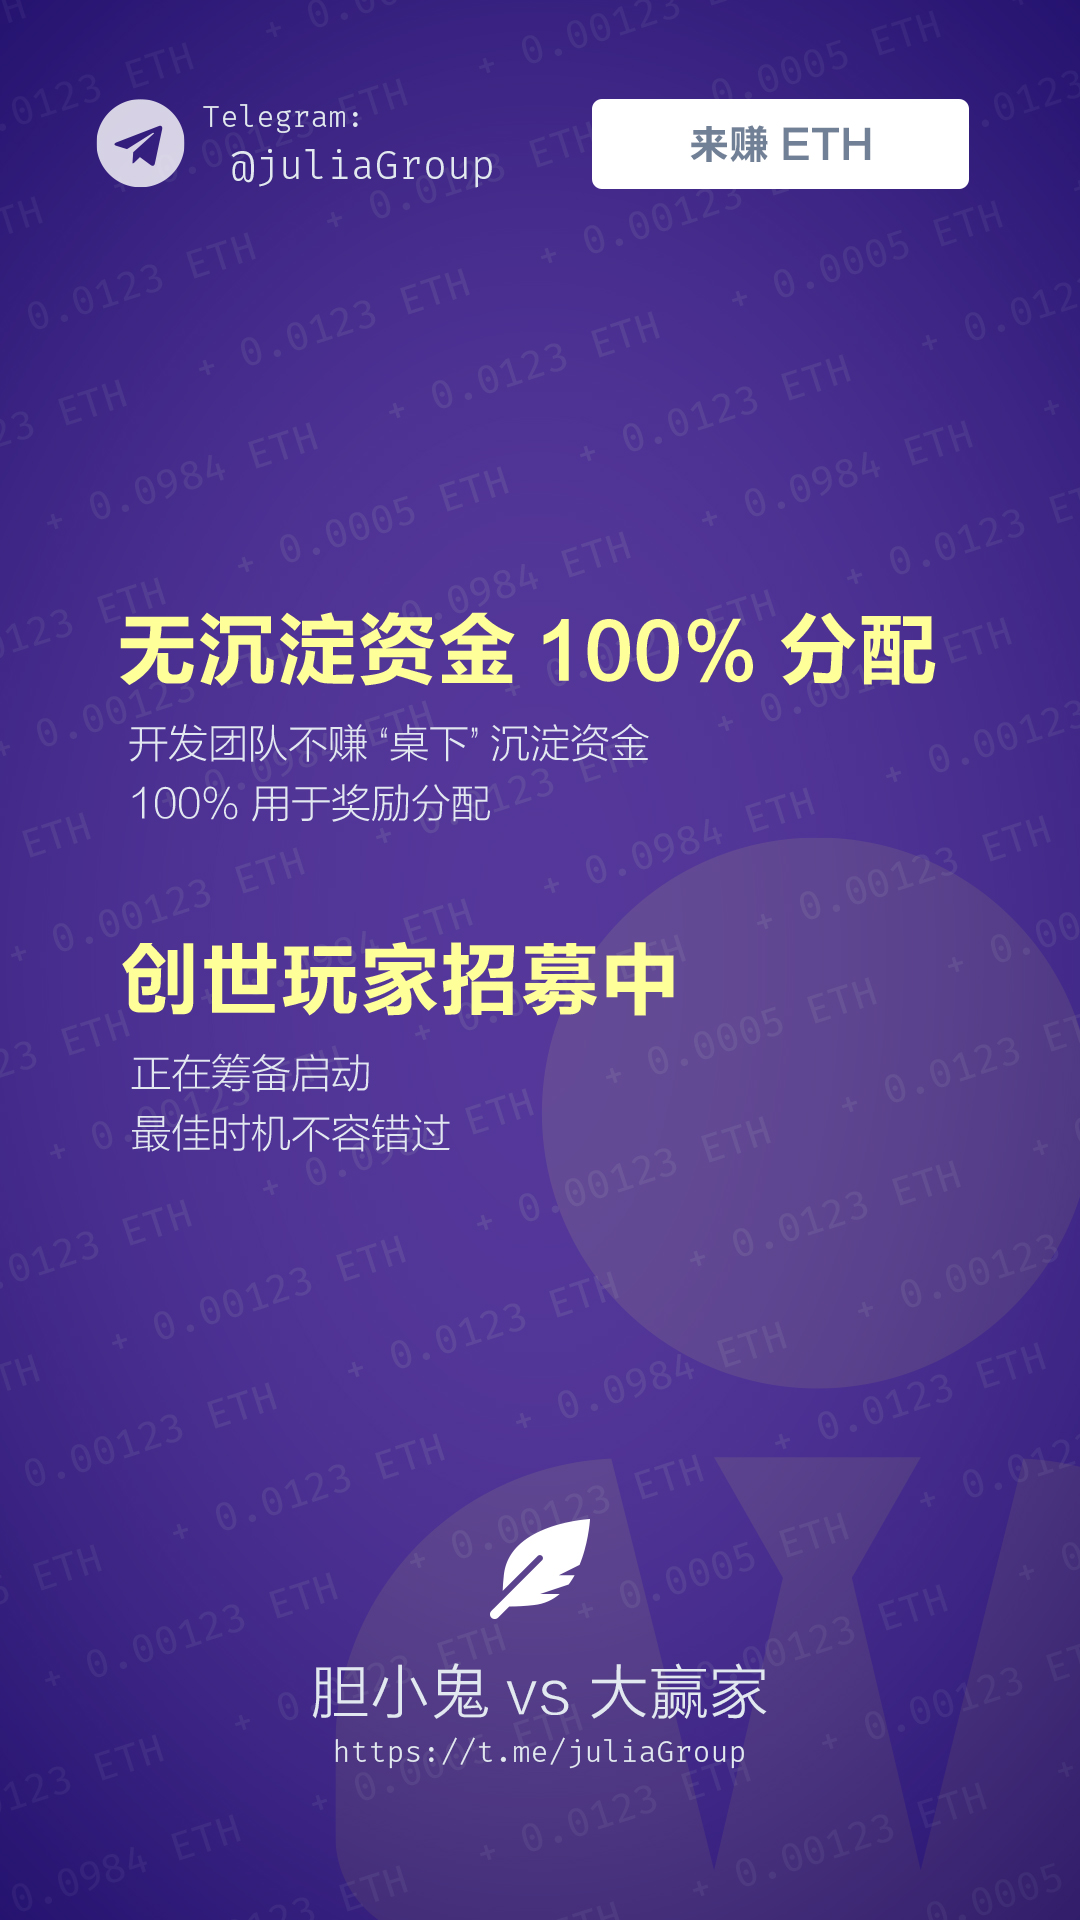 Telegram:
@juliaGroup
来赚 ETH
无沉淀资金 100% 分配
开发团队不赚 “桌下” 沉淀资金
100% 用于奖励分配
创世玩家招募中
正在筹备启动
最佳时机不容错过
胆小鬼 vs 大赢家
https://t.me/juliaGroup